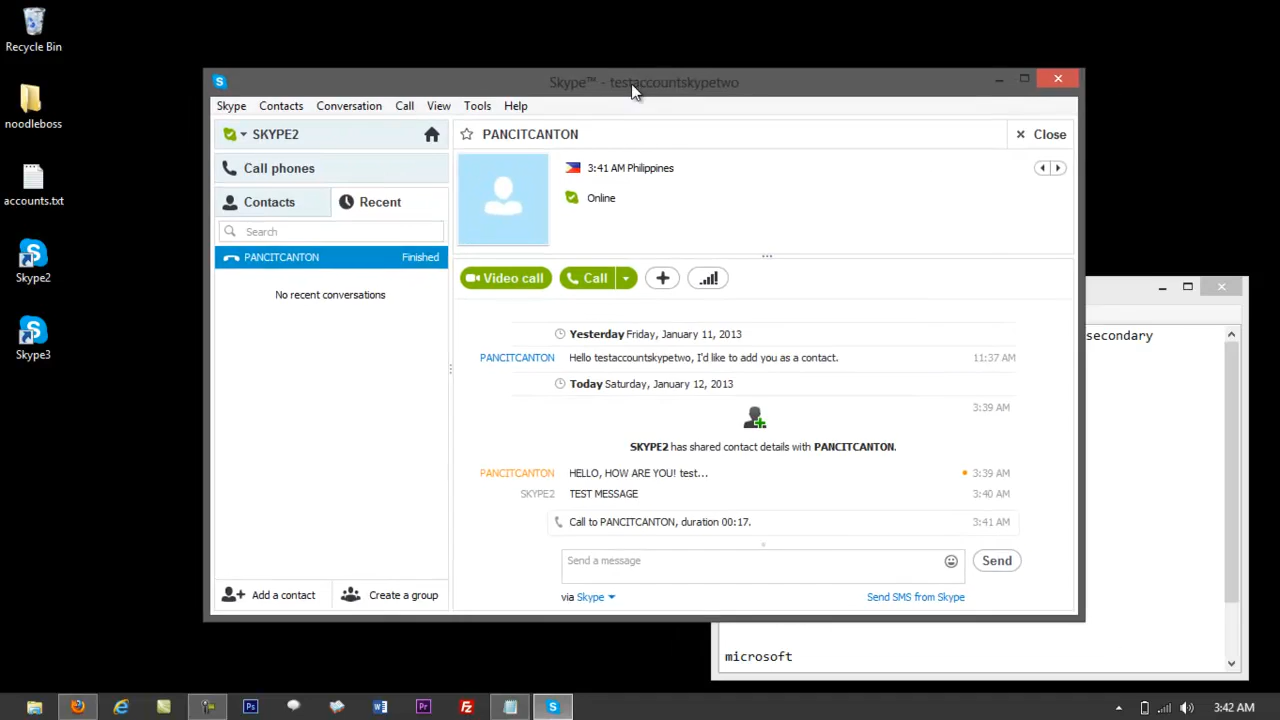 Recycle Bin
noodleboss
accounts.txt
Skype2
Skype3
Skype™ - testaccountskypetwo
Skype Contacts Conversation Call View Tools Help
SKYPE2
Call phones
Contacts Recent
Search
PANCITCANTON Finished
No recent conversations
Add a contact Create a group
PANCITCANTON Close
3:41 AM Philippines
Online
Video call Call
Yesterday Friday, January 11, 2013
PANCITCANTON Hello testaccountskypetwo, I'd like to add you as a contact. 11:37 AM
Today Saturday, January 12, 2013
3:39 AM
SKYPE2 has shared contact details with PANCITCANTON.
PANCITCANTON HELLO, HOW ARE YOU! test... 3:39 AM
SKYPE2 TEST MESSAGE 3:40 AM
Call to PANCITCANTON, duration 00:17. 3:41 AM
Send a message Send
via Skype Send SMS from Skype
secondary
microsoft
3:42 AM